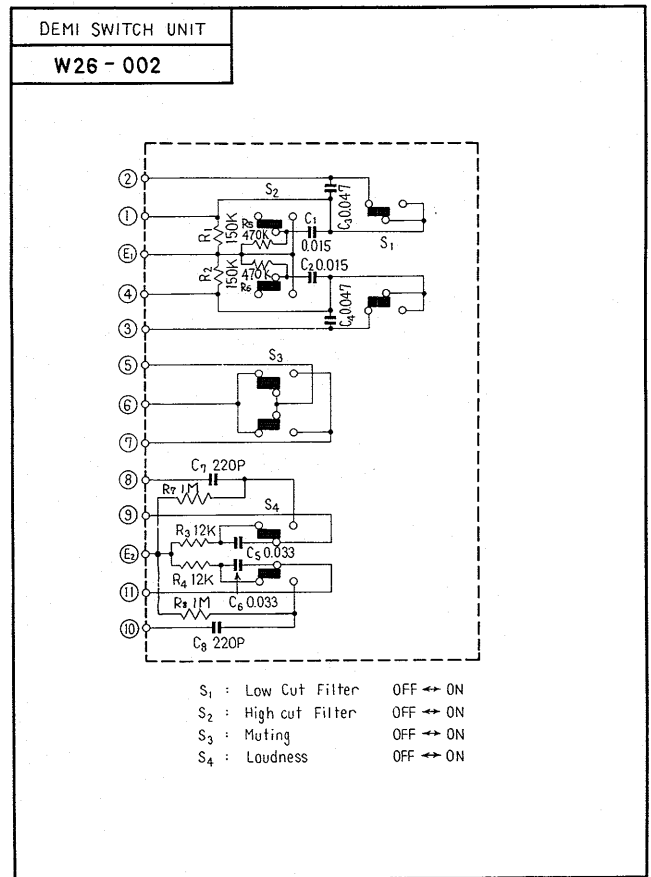 DEMI SWITCH UNIT
W26-002
2
S2
C3 0.047
1
R1 150K
R5 470K
C1 0.015
S1
E1
R2 150K
470K R6
C2 0.015
4
C4 0.047
3
5
S3
6
7
8
C7 220P
R7 1M
S4
9
R3 12K
C5 0.033
E2
R4 12K
C6 0.033
11
R8 1M
10
C8 220P
S1 : Low Cut Filter OFF ↔ ON
S2 : High cut Filter OFF ↔ ON
S3 : Muting OFF ↔ ON
S4 : Loudness OFF ↔ ON